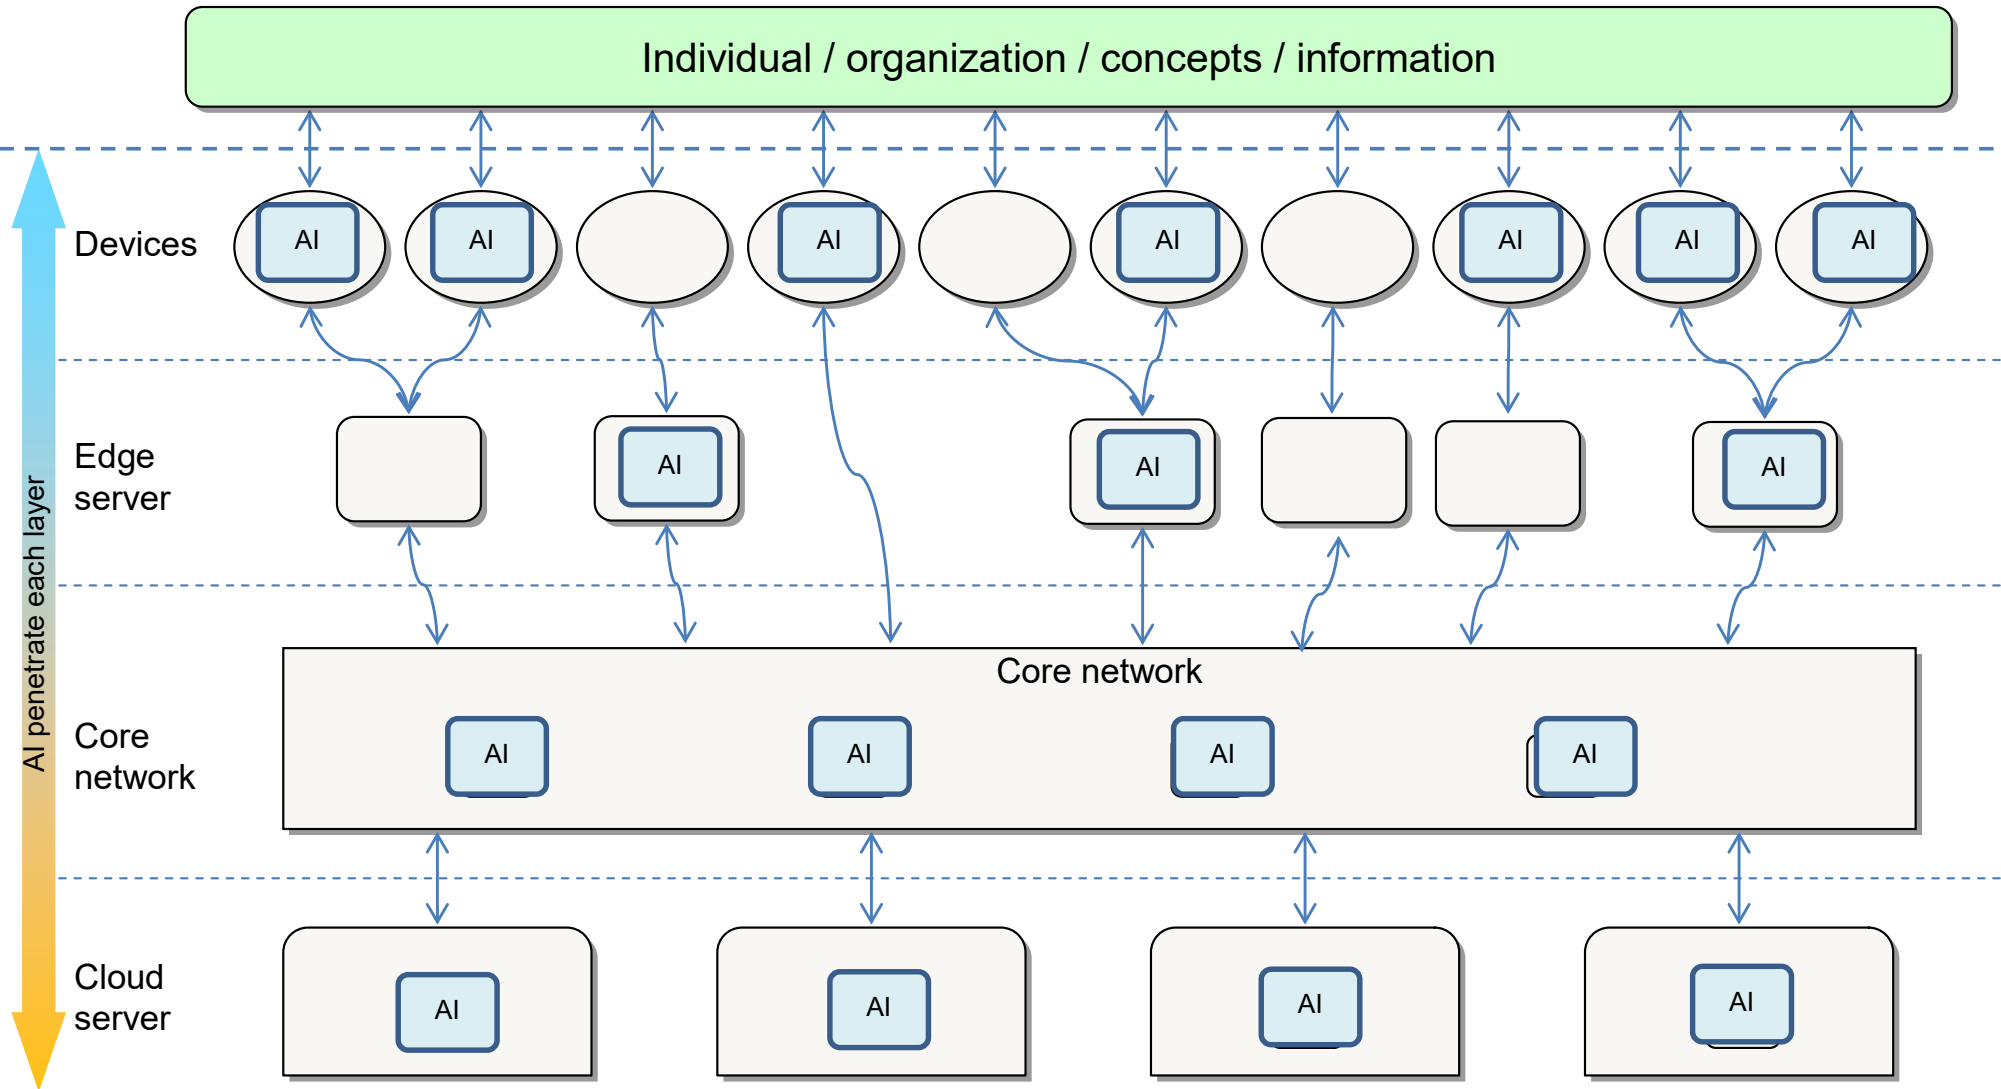 Individual / organization / concepts / information
Devices
AI
AI
AI
AI
AI
AI
AI
Edge
server
AI
AI
AI
AI penetrate each layer
Core network
Core
network
AI
AI
AI
AI
Cloud
server
AI
AI
AI
AI